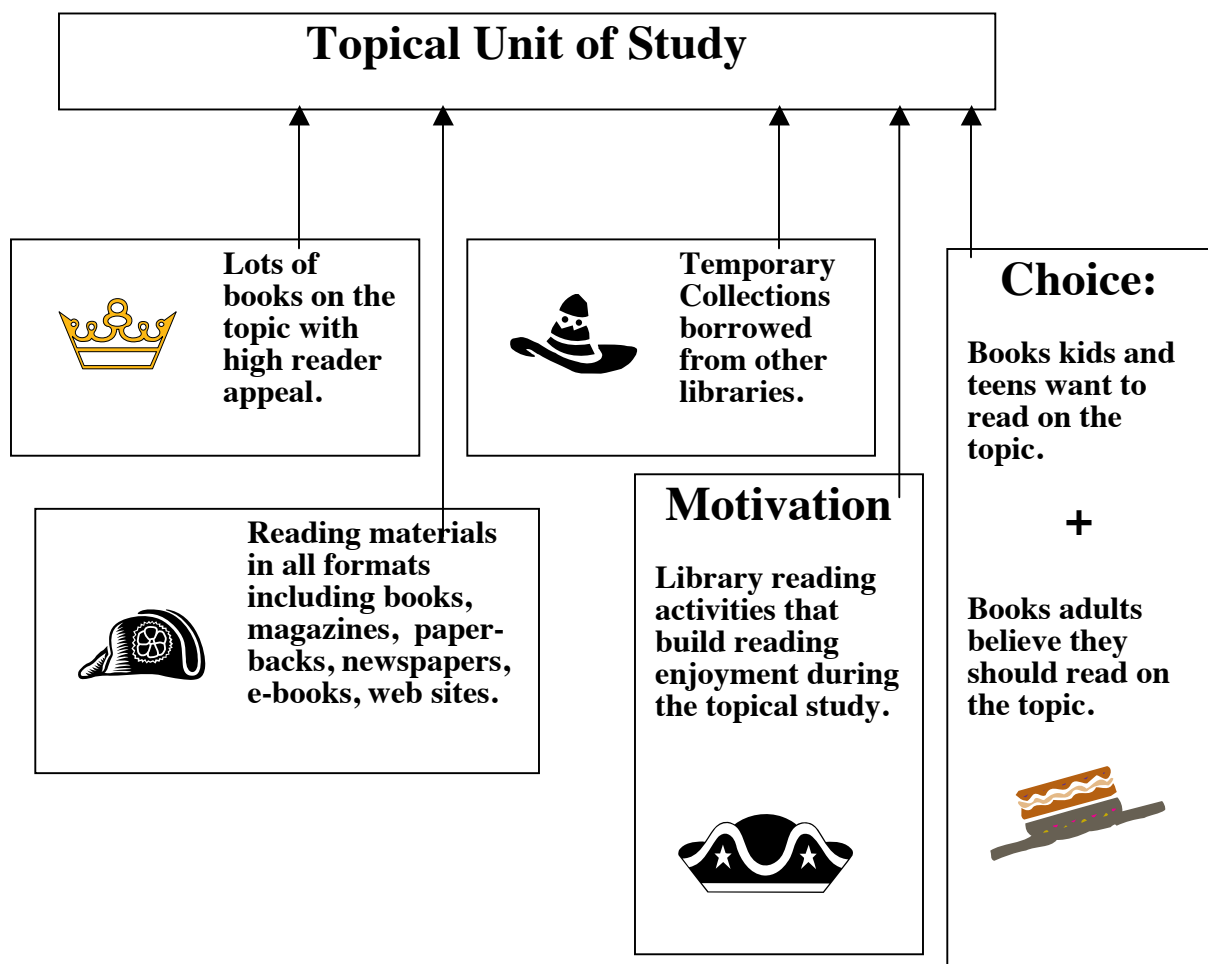 Topical Unit of Study
Lots of
books on the
topic with
high reader
appeal.
Temporary
Collections
borrowed
from other
libraries.
Choice:
Books kids and
teens want to
read on the
topic.
+
Books adults
believe they
should read on
the topic.
Reading materials
in all formats
including books,
magazines,  paper-
backs, newspapers,
e-books, web sites.
Motivation
Library reading
activities that
build reading
enjoyment during
the topical study.